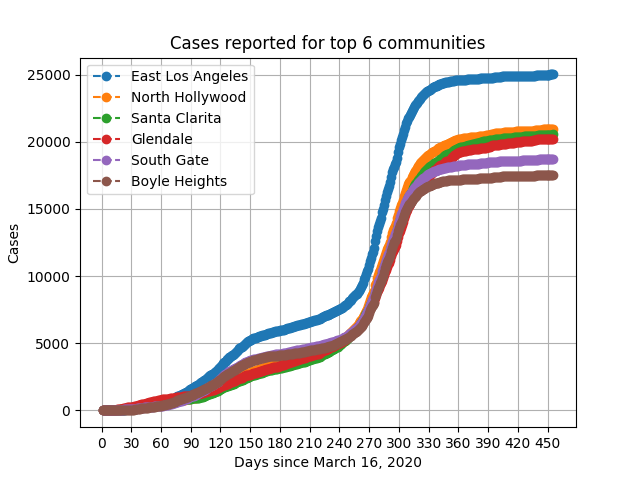 Cases reported for top 6 communities
East Los Angeles
North Hollywood
Santa Clarita
Glendale
South Gate
Boyle Heights
25000
20000
15000
10000
5000
0
Cases
0 30 60 90 120 150 180 210 240 270 300 330 360 390 420 450
Days since March 16, 2020